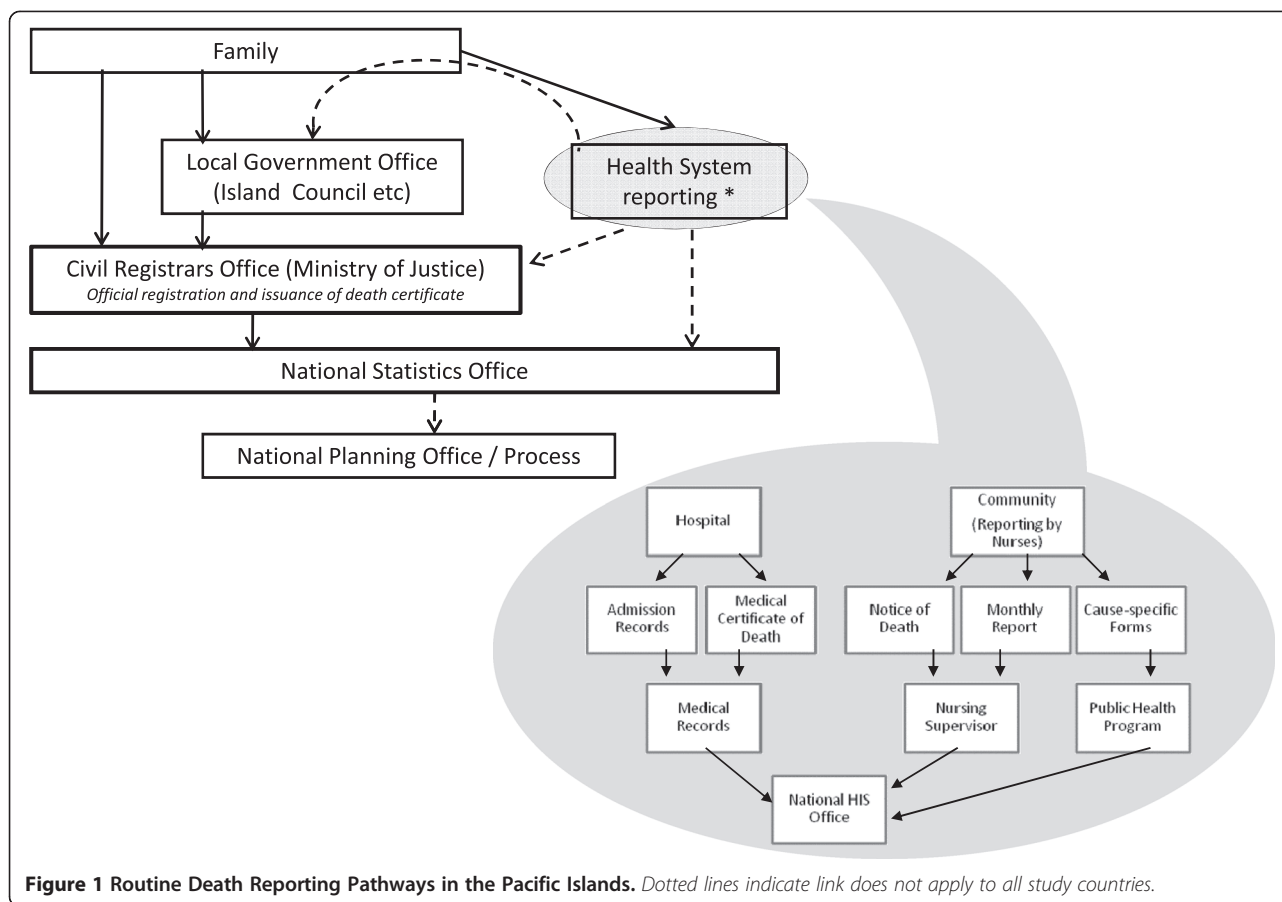 Family
Local Government Office
(Island Council etc)
Health System
reporting *
Civil Registrars Office (Ministry of Justice)
Official registration and issuance of death certificate
National Statistics Office
National Planning Office / Process
Hospital
Community
(Reporting by
Nurses)
Admission
Records
Medical
Certificate of
Death
Notice of
Death
Monthly
Report
Cause-specific
Forms
Medical
Records
Nursing
Supervisor
Public Health
Program
National HIS
Office
Figure 1 Routine Death Reporting Pathways in the Pacific Islands. Dotted lines indicate link does not apply to all study countries.